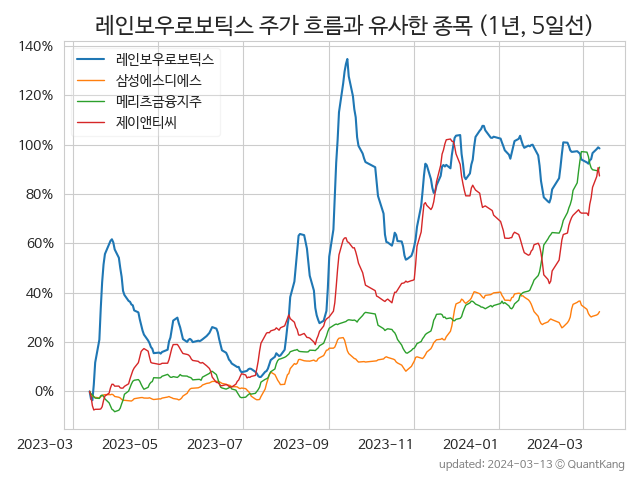 레인보우로보틱스 주가 흐름과 유사한 종목 (1년, 5일선)
140%
120%
100%
80%
60%
40%
20%
0%
레인보우로보틱스
삼성에스디에스
메리츠금융지주
제이앤티씨
2023-03
2023-05
2023-07
2023-09
2023-11
2024-01
2024-03
updated: 2024-03-13 © QuantKang